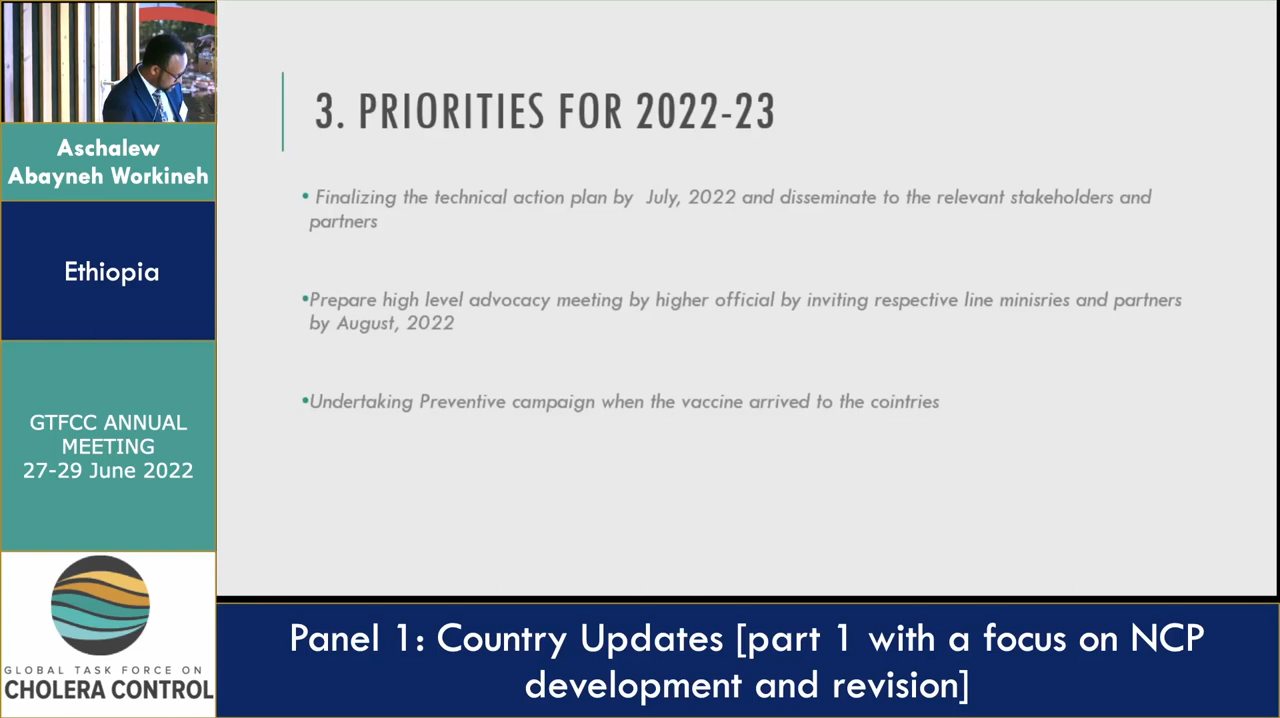 Aschalew
Abayneh Workineh
Ethiopia
GTFCC ANNUAL
MEETING
27-29 June 2022
GLOBAL TASK FORCE ON
CHOLERA CONTROL
3. PRIORITIES FOR 2022-23
• Finalizing the technical action plan by July, 2022 and disseminate to the relevant stakeholders and
partners
•Prepare high level advocacy meeting by higher official by inviting respective line minisries and partners
by August, 2022
•Undertaking Preventive campaign when the vaccine arrived to the cointries
Panel 1: Country Updates [part 1 with a focus on NCP
development and revision]